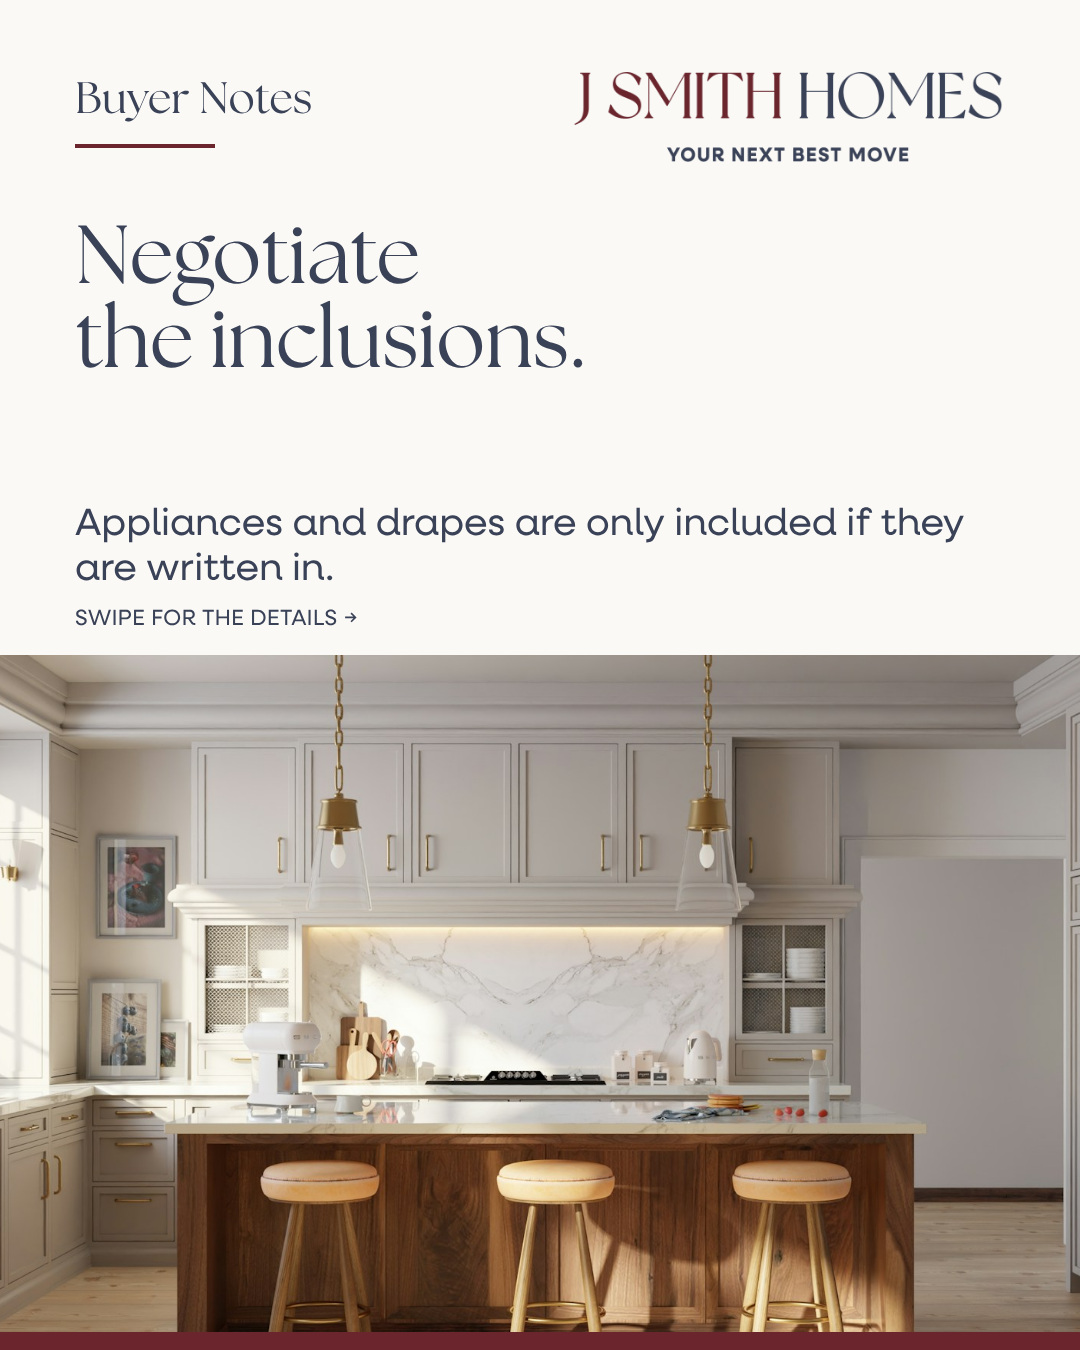 Buyer Notes
J SMITH HOMES
YOUR NEXT BEST MOVE
Negotiate
the inclusions.
Appliances and drapes are only included if they
are written in.
SWIPE FOR THE DETAILS →